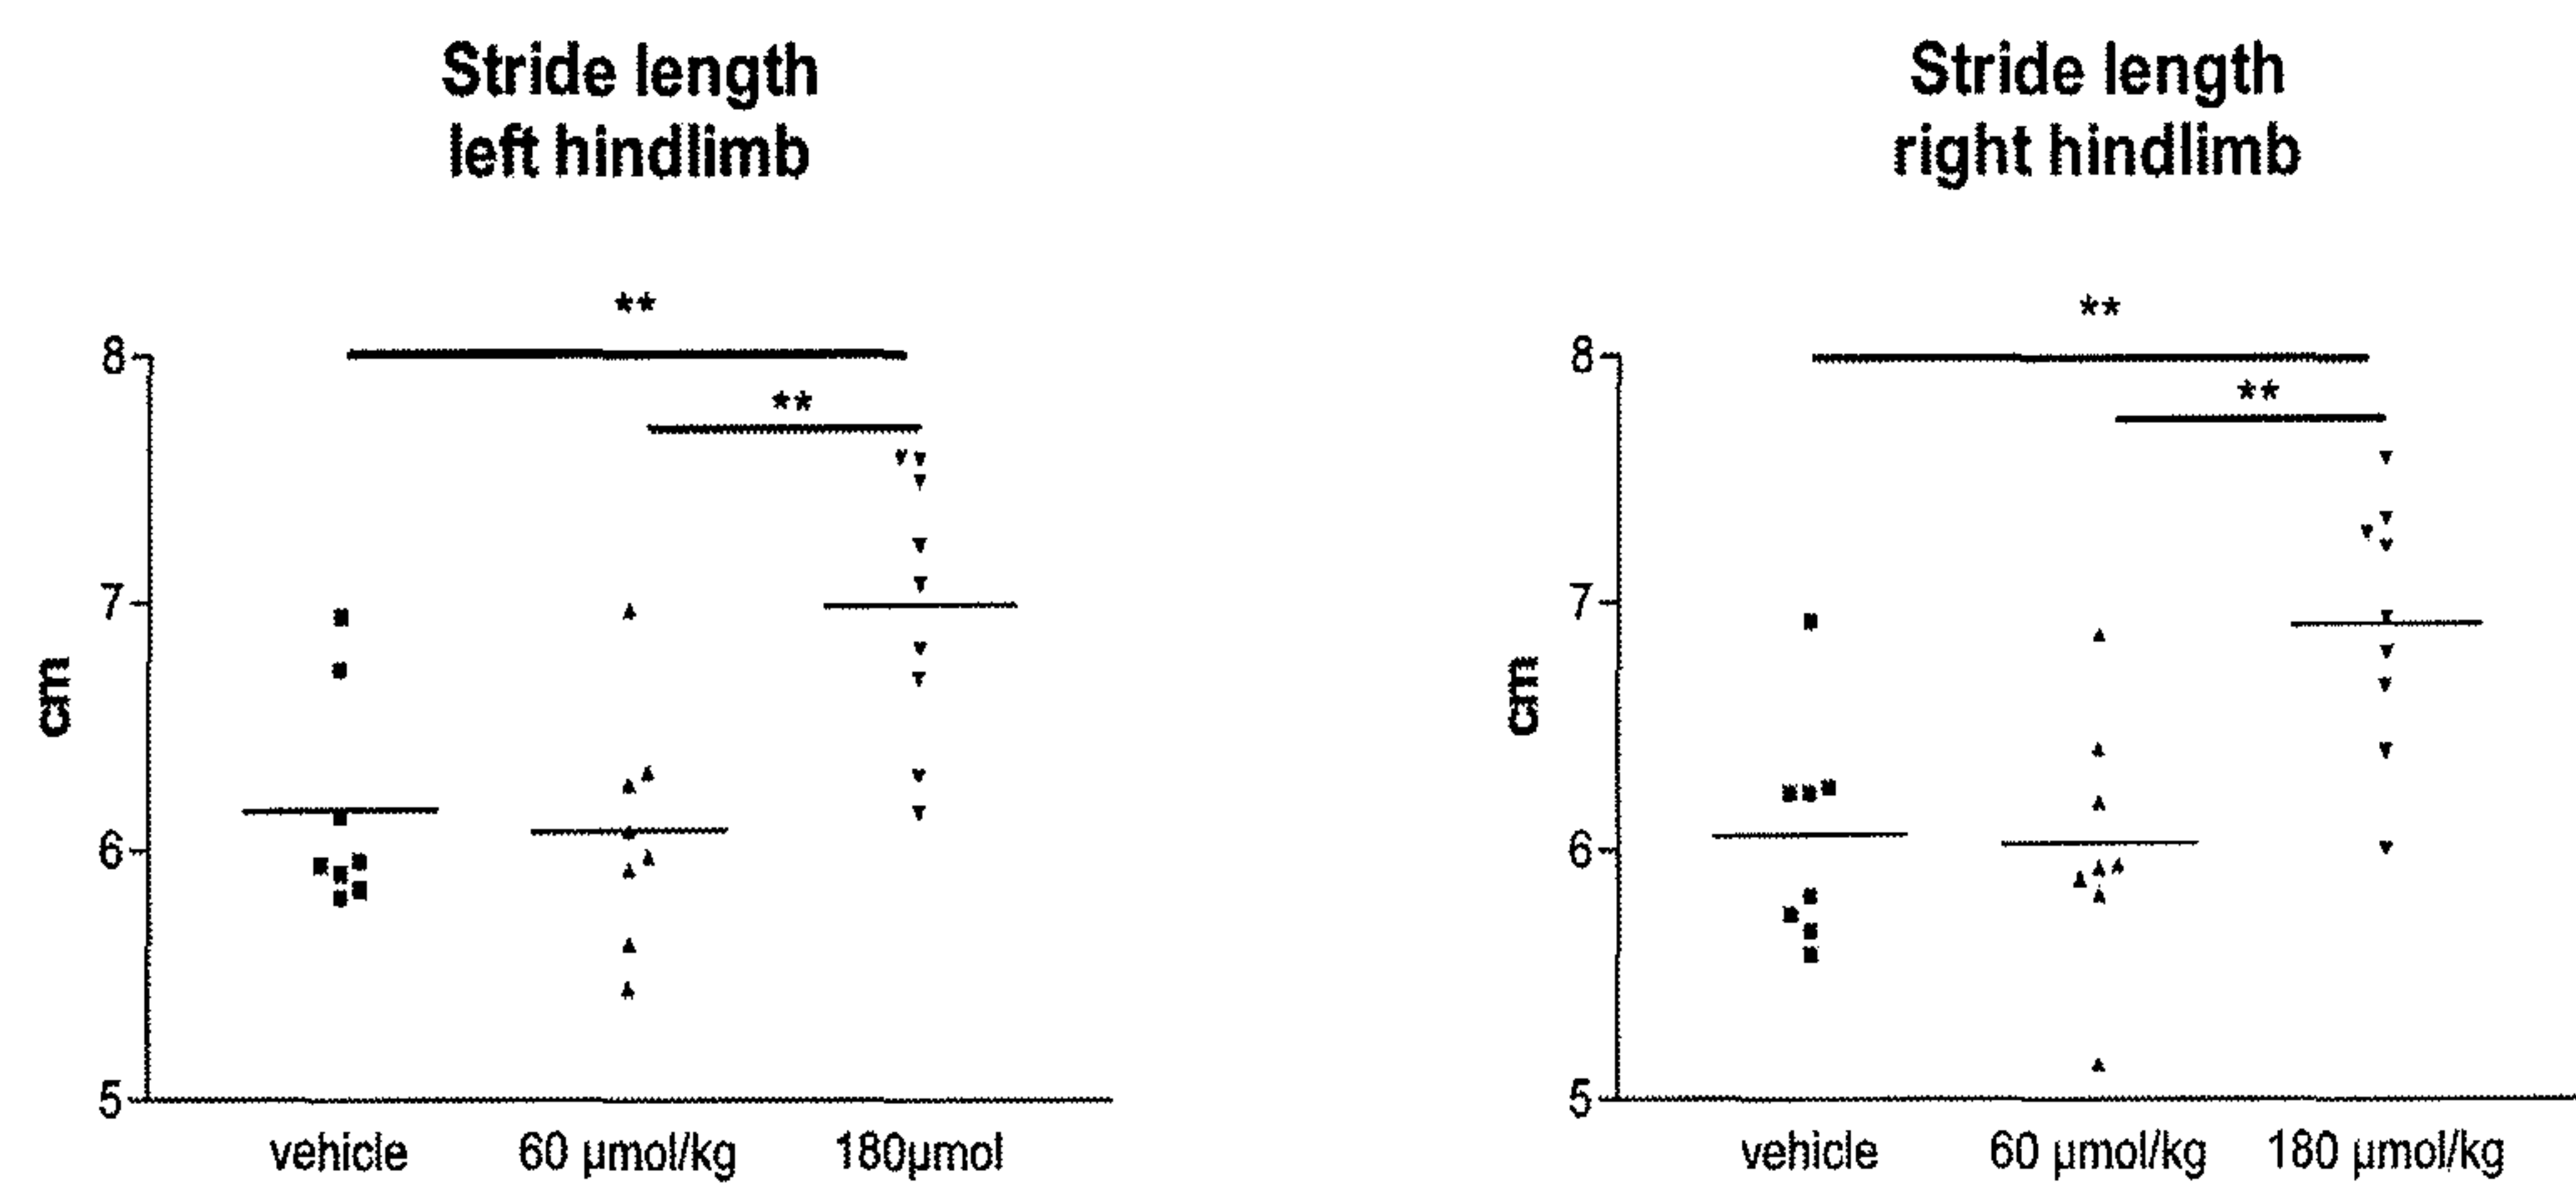 Stride length
left hindlimb
**
**
8
7
6
5
cm
vehicle 60 µmol/kg 180µmol
Stride length
right hindlimb
**
**
8
7
6
5
cm
vehicle 60 µmol/kg 180 µmol/kg